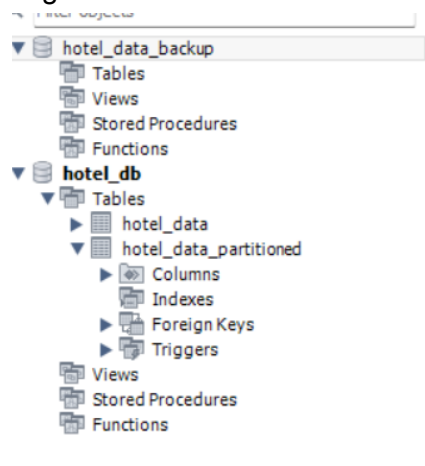 hotel_data_backup
Tables
Views
Stored Procedures
Functions
hotel_db
Tables
hotel_data
hotel_data_partitioned
Columns
Indexes
Foreign Keys
Triggers
Views
Stored Procedures
Functions